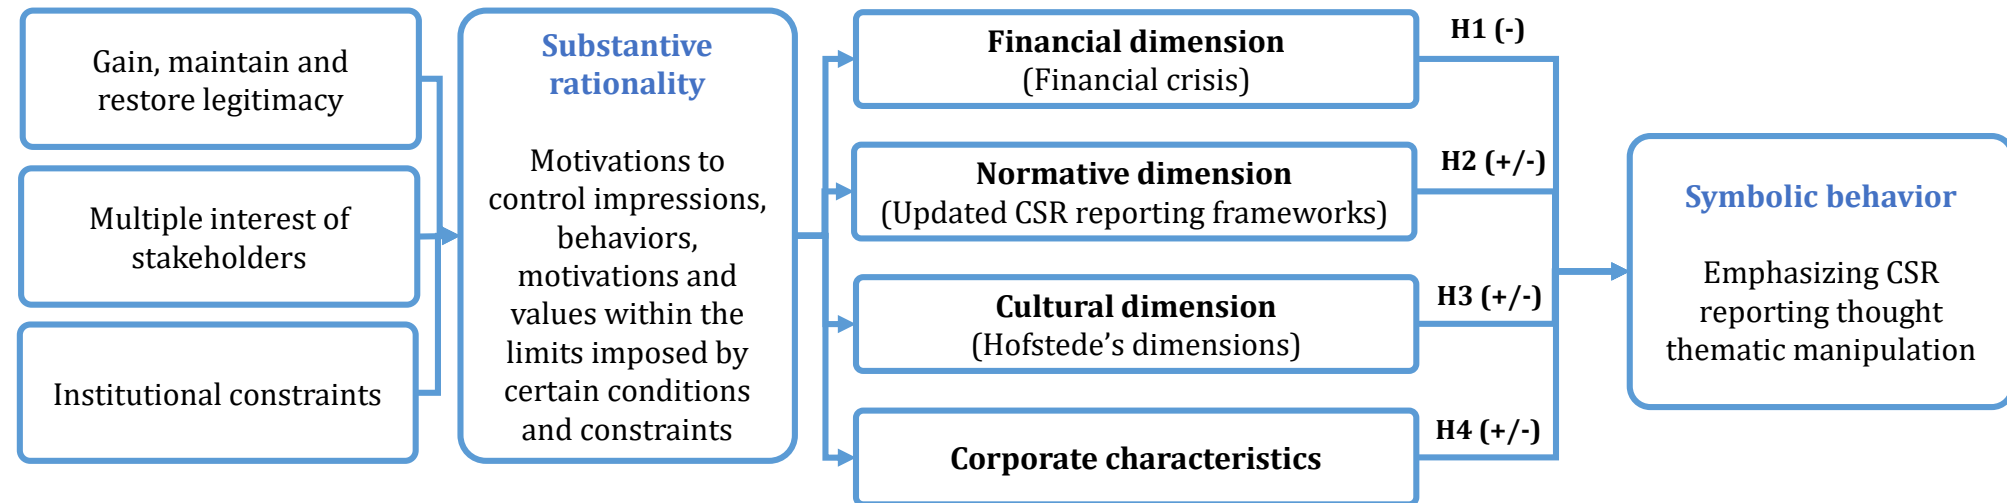 Gain, maintain and
restore legitimacy
Multiple interest of
stakeholders
Institutional constraints
Substantive
rationality
Motivations to
control impressions,
behaviors,
motivations and
values within the
limits imposed by
certain conditions
and constraints
Financial dimension
(Financial crisis)
Normative dimension
(Updated CSR reporting frameworks)
Cultural dimension
(Hofstede’s dimensions)
Corporate characteristics
H1 (-)
H2 (+/-)
H3 (+/-)
H4 (+/-)
Symbolic behavior
Emphasizing CSR
reporting thought
thematic manipulation